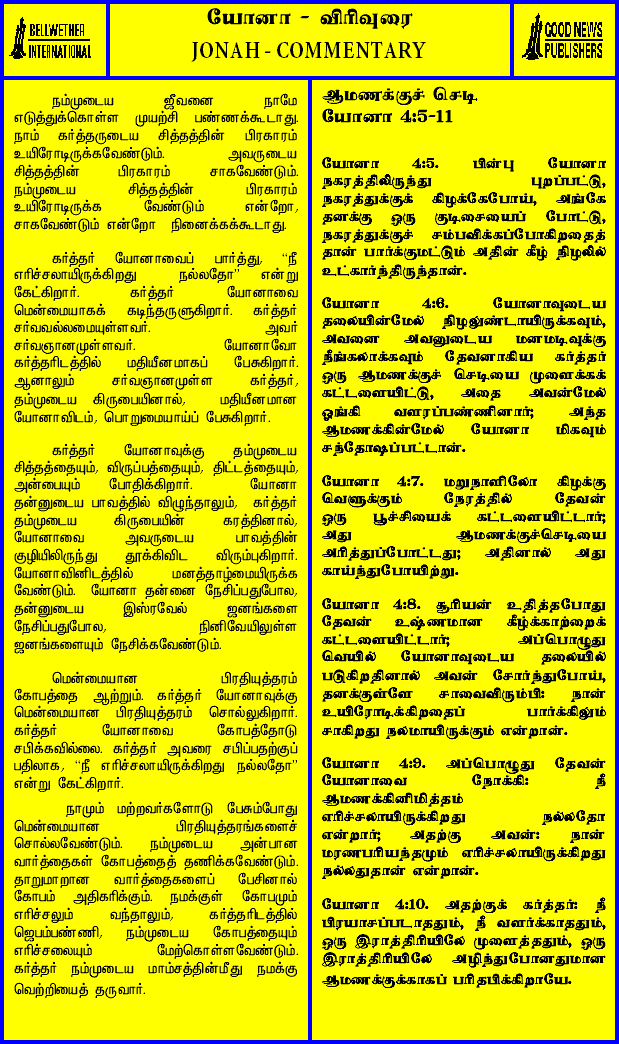 BELLWETHER
INTERNATIONAL
யோனா - விரிவுரை
JONAH - COMMENTARY
GOOD NEWS
PUBLISHERS
நம்முடைய ஜீவனை நாமே
எடுத்துக்கொள்ள முயற்சி பண்ணக்கூடாது.
நாம் கர்த்தருடைய சித்தத்தின் பிரகாரம்
உயிரோடிருக்கவேண்டும். அவருடைய
சித்தத்தின் பிரகாரம் சாகவேண்டும்.
நம்முடைய சித்தத்தின் பிரகாரம்
உயிரோடிருக்க வேண்டும் என்றோ,
சாகவேண்டும் என்றோ நினைக்கக்கூடாது.
கர்த்தர் யோனாவைப் பார்த்து, “நீ
எரிச்சலாயிருக்கிறது நல்லதோ” என்று
கேட்கிறார். கர்த்தர் யோனாவை
மென்மையாகக் கடிந்தருளுகிறார். கர்த்தர்
சர்வவல்லமையுள்ளவர். அவர்
சர்வஞானமுள்ளவர். யோனாவோ
கர்த்தரிடத்தில் மதியீனமாகப் பேசுகிறார்.
ஆனாலும் சர்வஞானமுள்ள கர்த்தர்,
தம்முடைய கிருபையினால், மதியீனமான
யோனாவிடம், பொறுமையாய்ப் பேசுகிறார்.
கர்த்தர் யோனாவுக்கு தம்முடைய
சித்தத்தையும், விருப்பத்தையும், திட்டத்தையும்,
அன்பையும் போதிக்கிறார். யோனா
தன்னுடைய பாவத்தில் விழுந்தாலும், கர்த்தர்
தம்முடைய கிருபையின் கரத்தினால்,
யோனாவை அவருடைய பாவத்தின்
குழியிலிருந்து தூக்கிவிட விரும்புகிறார்.
யோனாவினிடத்தில் மனத்தாழ்மையிருக்க
வேண்டும். யோனா தன்னை நேசிப்பதுபோல,
தன்னுடைய இஸ்ரவேல் ஜனங்களை
நேசிப்பதுபோல, நினிவேயிலுள்ள
ஜனங்களையும் நேசிக்கவேண்டும்.
மென்மையான பிரதியுத்தரம்
கோபத்தை ஆற்றும். கர்த்தர் யோனாவுக்கு
மென்மையான பிரதியுத்தரம் சொல்லுகிறார்.
கர்த்தர் யோனாவை கோபத்தோடு
சபிக்கவில்லை. கர்த்தர் அவரை சபிப்பதற்குப்
பதிலாக, “நீ எரிச்சலாயிருக்கிறது நல்லதோ”
என்று கேட்கிறார்.
நாமும் மற்றவர்களோடு பேசும்போது
மென்மையான பிரதியுத்தரங்களைச்
சொல்லவேண்டும். நம்முடைய அன்பான
வார்த்தைகள் கோபத்தைத் தணிக்கவேண்டும்.
தாறுமாறான வார்த்தைகளைப் பேசினால்
கோபம் அதிகரிக்கும். நமக்குள் கோபமும்
எரிச்சலும் வந்தாலும், கர்த்தரிடத்தில்
ஜெபம்பண்ணி, நம்முடைய கோபத்தையும்
எரிச்சலையும் மேற்கொள்ளவேண்டும்.
கர்த்தர் நம்முடைய மாம்சத்தின்மீது நமக்கு
வெற்றியைத் தருவார்.
ஆமணக்குச் செடி
யோனா 4:5-11
யோனா 4:5. பின்பு யோனா
நகரத்திலிருந்து புறப்பட்டு,
நகரத்துக்குக் கிழக்கேபோய், அங்கே
தனக்கு ஒரு குடிசையைப் போட்டு,
நகரத்துக்குச் சம்பவிக்கப்போகிறதைத்
தான் பார்க்குமட்டும் அதின் கீழ் நிழலில்
உட்கார்ந்திருந்தான்.
யோனா 4:6. யோனாவுடைய
தலையின்மேல் நிழலுண்டாயிருக்கவும்,
அவனை அவனுடைய மனமடிவுக்கு
நீங்கலாக்கவும் தேவனாகிய கர்த்தர்
ஒரு ஆமணக்குச் செடியை முளைக்கக்
கட்டளையிட்டு, அதை அவன்மேல்
ஓங்கி வளரப்பண்ணினார்; அந்த
ஆமணக்கின்மேல் யோனா மிகவும்
சந்தோஷப்பட்டான்.
யோனா 4:7. மறுநாளிலோ கிழக்கு
வெளுக்கும் நேரத்தில் தேவன்
ஒரு பூச்சியைக் கட்டளையிட்டார்;
அது ஆமணக்குச்செடியை
அரித்துப்போட்டது; அதினால் அது
காய்ந்துபோயிற்று.
யோனா 4:8. சூரியன் உதித்தபோது
தேவன் உஷ்ணமான கீழ்க்காற்றைக்
கட்டளையிட்டார்; அப்பொழுது
வெயில் யோனாவுடைய தலையில்
படுகிறதினால் அவன் சோர்ந்துபோய்,
தனக்குள்ளே சாவைவிரும்பி: நான்
உயிரோடிக்கிறதைப் பார்க்கிலும்
சாகிறது நலமாயிருக்கும் என்றான்.
யோனா 4:9. அப்பொழுது தேவன்
யோனாவை நோக்கி: நீ
ஆமணக்கினிமித்தம்
எரிச்சலாயிருக்கிறது நல்லதோ
என்றார்; அதற்கு அவன்: நான்
மரணபரியந்தமும் எரிச்சலாயிருக்கிறது
நல்லதுதான் என்றான்.
யோனா 4:10. அதற்குக் கர்த்தர்: நீ
பிரயாசப்படாததும், நீ வளர்க்காததும்,
ஒரு இராத்திரியிலே முளைத்ததும், ஒரு
இராத்திரியிலே அழிந்துபோனதுமான
ஆமணக்குக்காகப் பரிதபிக்கிறாயே.